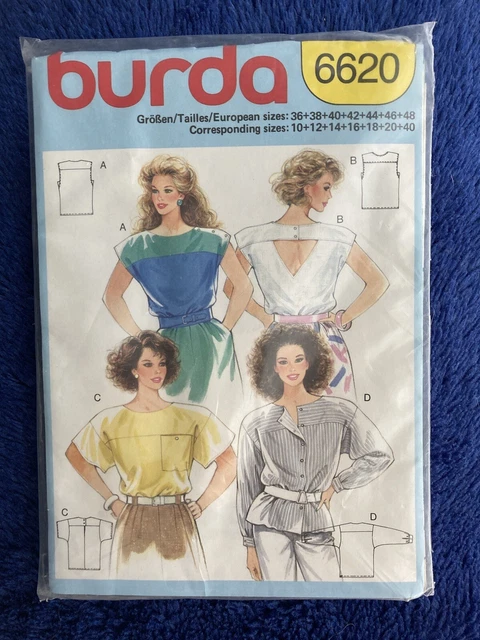 burda
6620
Größen/Tailles/European sizes: 36+38+40+42+44+46+48
Corresponding sizes: 10+12+14+16+18+20+40
A
B
A
B
C
D
C
D